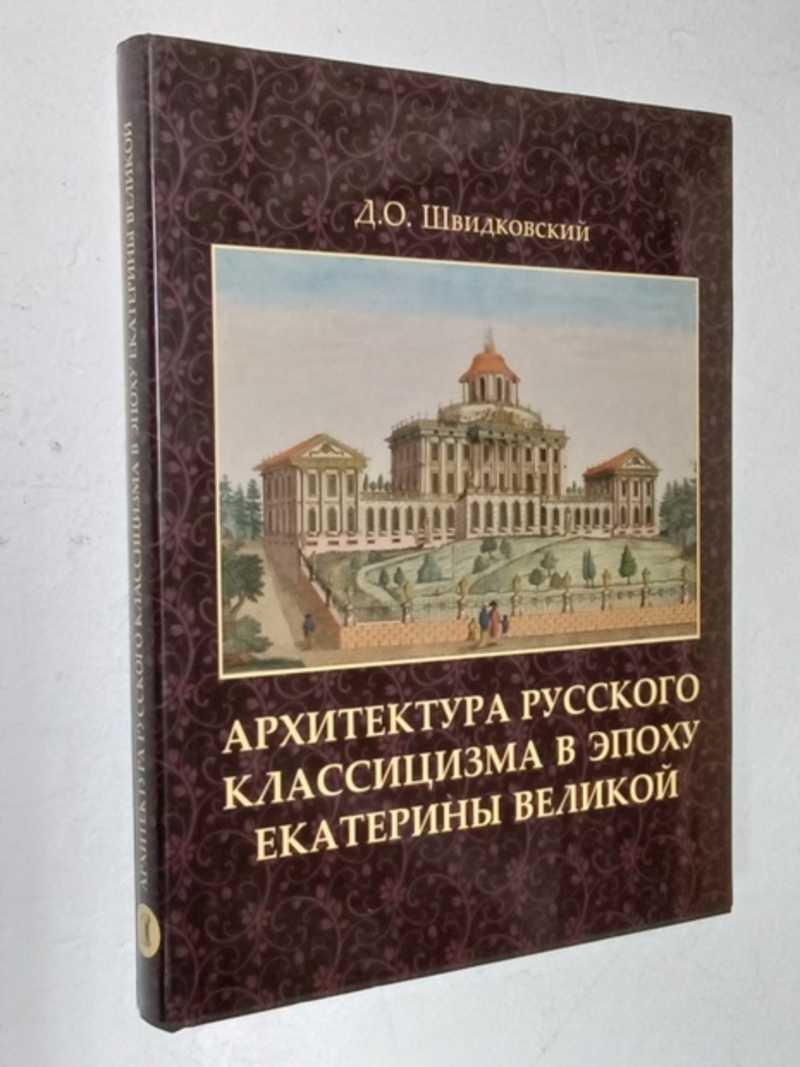 Д.О. Швидковский
АРХИТЕКТУРА РУССКОГО
КЛАССИЦИЗМА В ЭПОХУ
ЕКАТЕРИНЫ ВЕЛИКОЙ
АРХИТЕКТУРА РУССКОГО КЛАССИЦИЗМА В ЭПОХУ ЕКАТЕРИНЫ ВЕЛИКОЙ